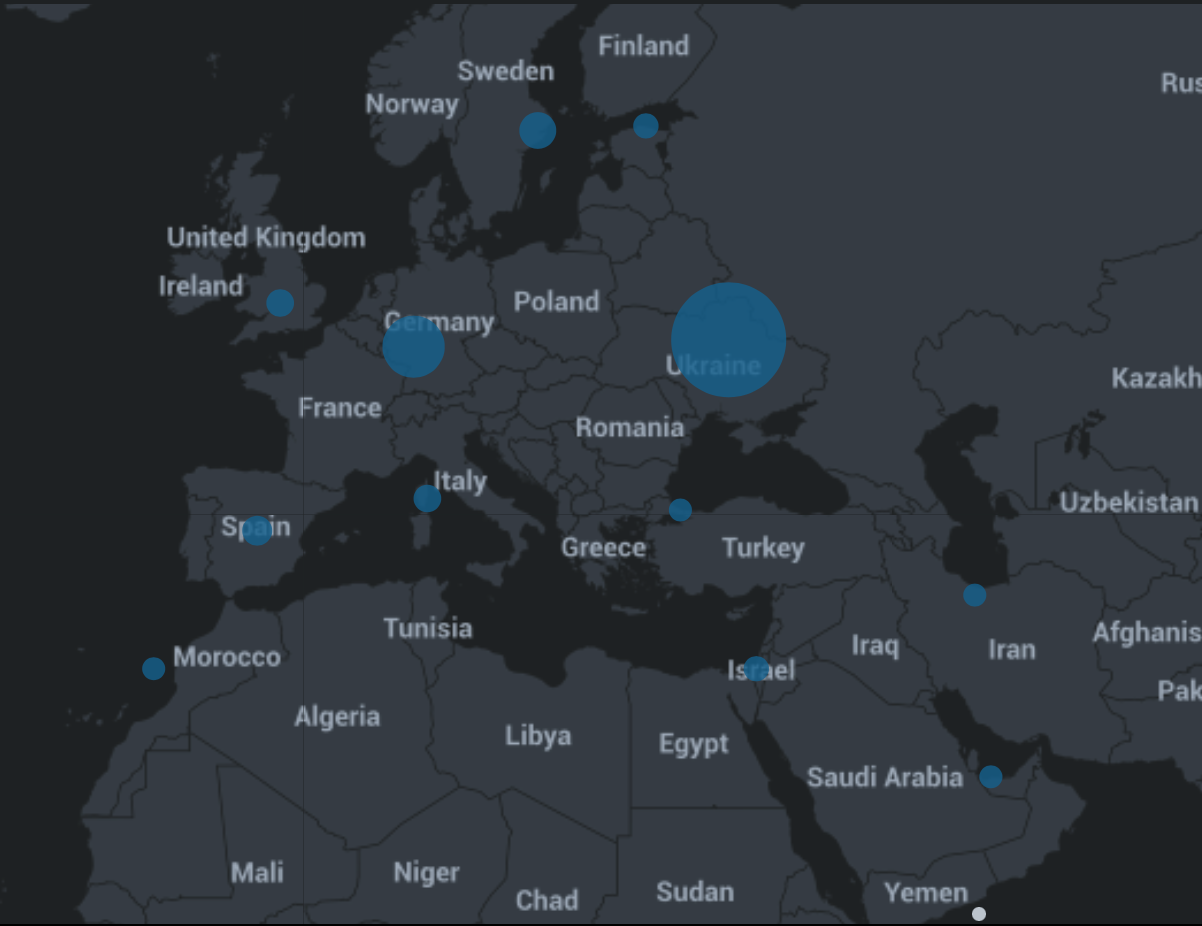 Finland
Sweden
Rus
Norway
United Kingdom
Ireland
Poland
Germany
Ukraine
Kazakh
France
Romania
Italy
Uzbekistan
Spain
Greece
Turkey
Tunisia
Afghanis
Iraq
Iran
Morocco
Israel
Pak
Algeria
Libya
Egypt
Saudi Arabia
Mali
Niger
Sudan
Yemen
Chad